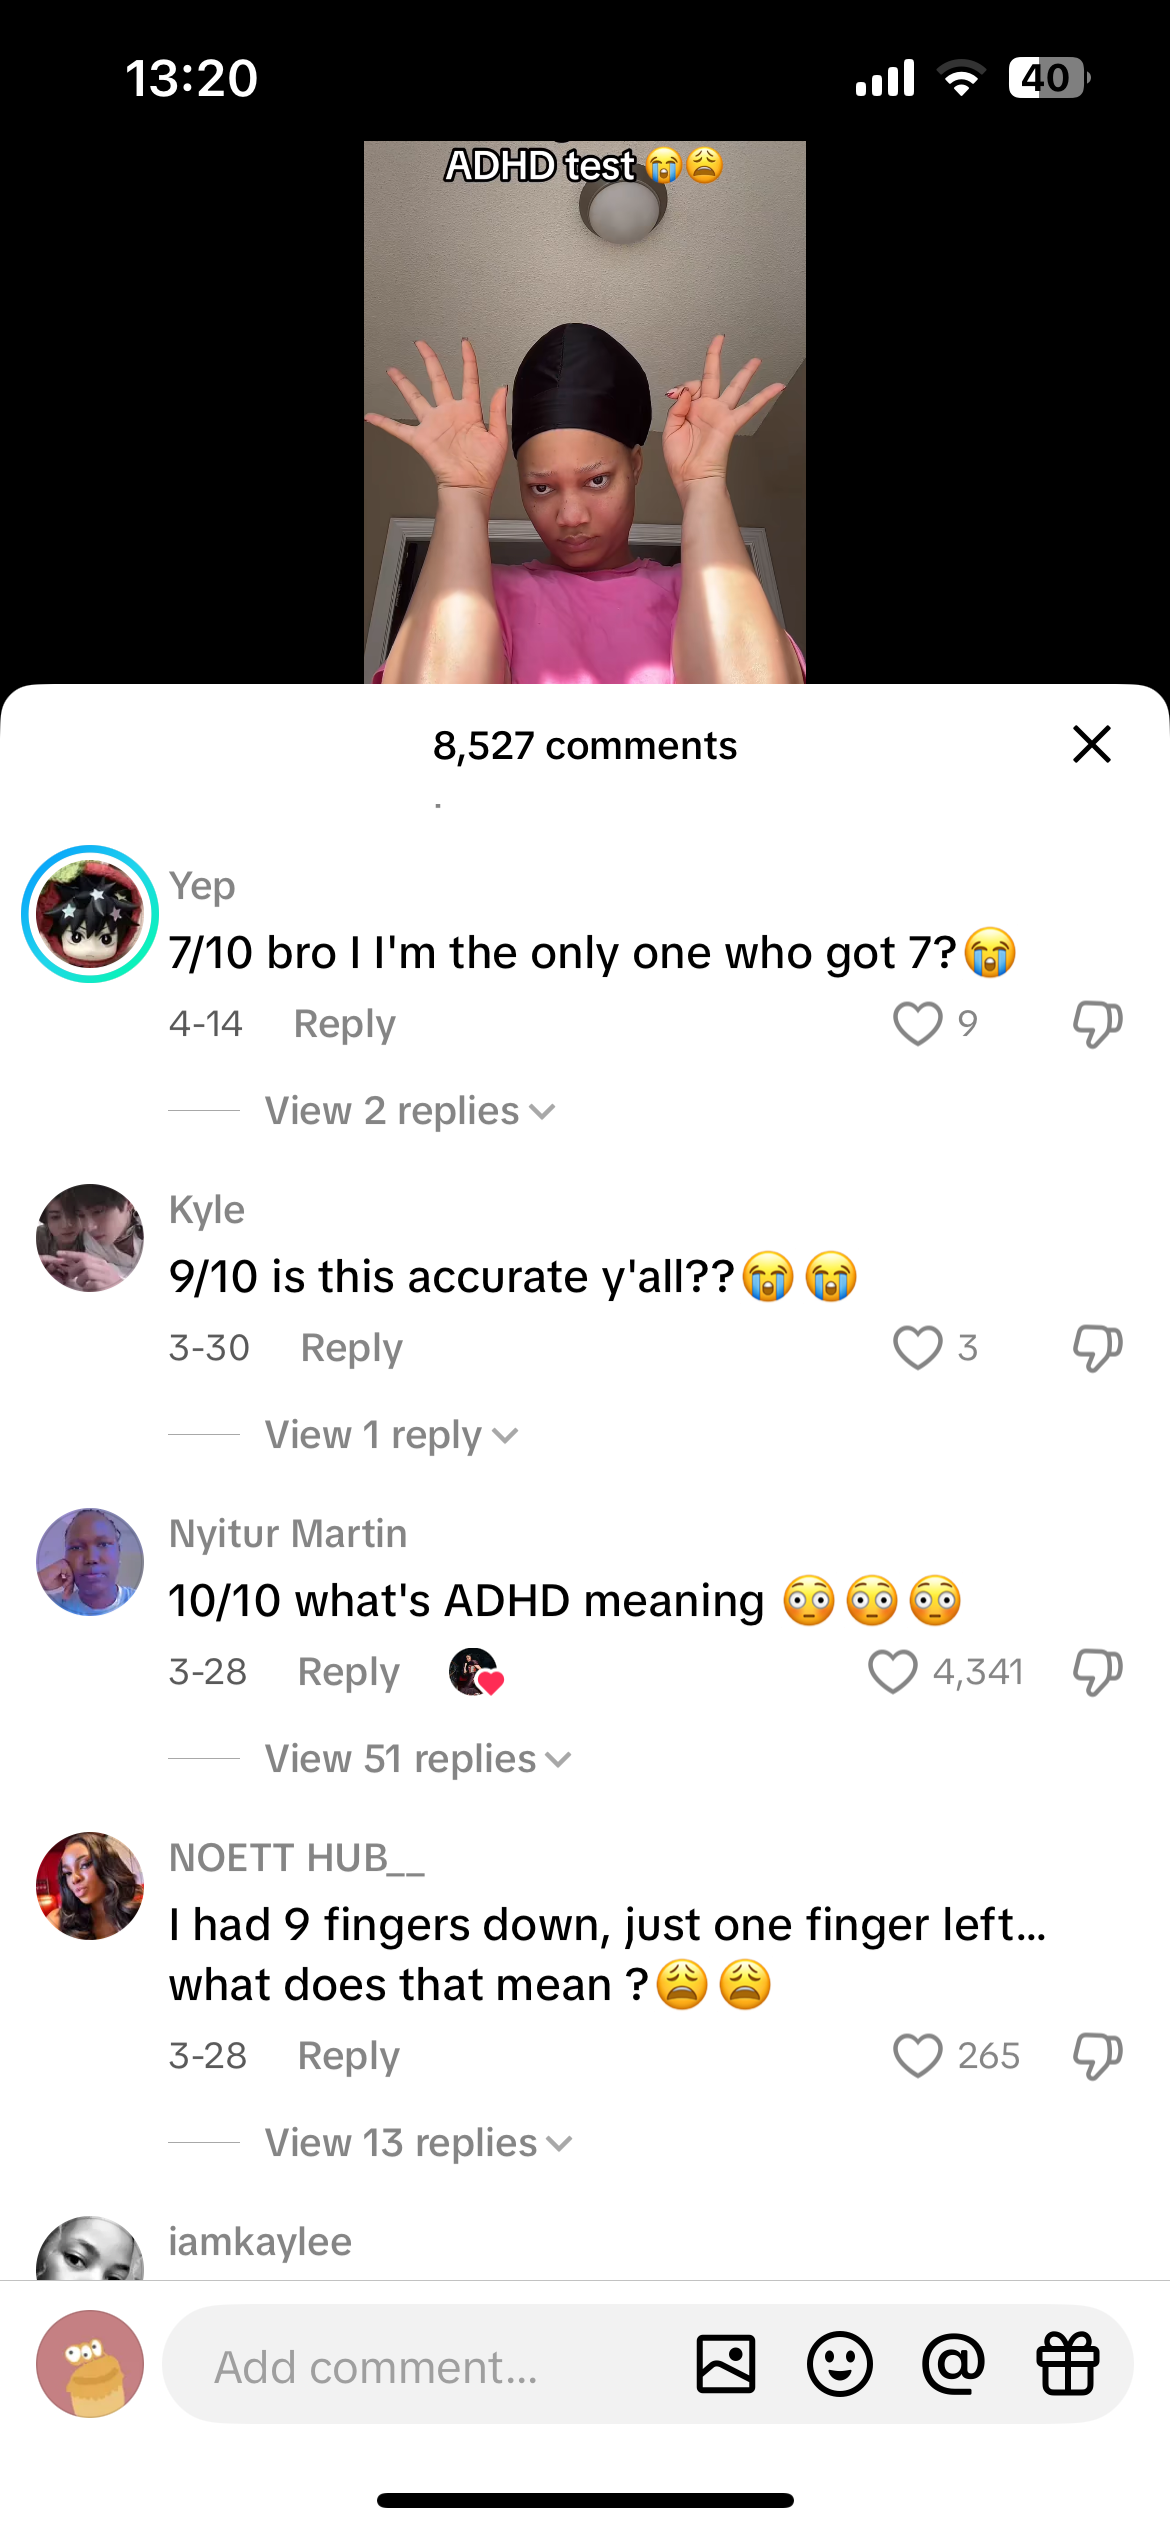 13:20
40
ADHD test 😭😩
8,527 comments
Yep
7/10 bro I I'm the only one who got 7?😭
4-14 Reply 9
View 2 replies
Kyle
9/10 is this accurate y'all??😭😭
3-30 Reply 3
View 1 reply
Nyitur Martin
10/10 what's ADHD meaning 😳😳😳
3-28 Reply 4,341
View 51 replies
NOETT HUB__
I had 9 fingers down, just one finger left...
what does that mean ?😩😩
3-28 Reply 265
View 13 replies
iamkaylee
Add comment...